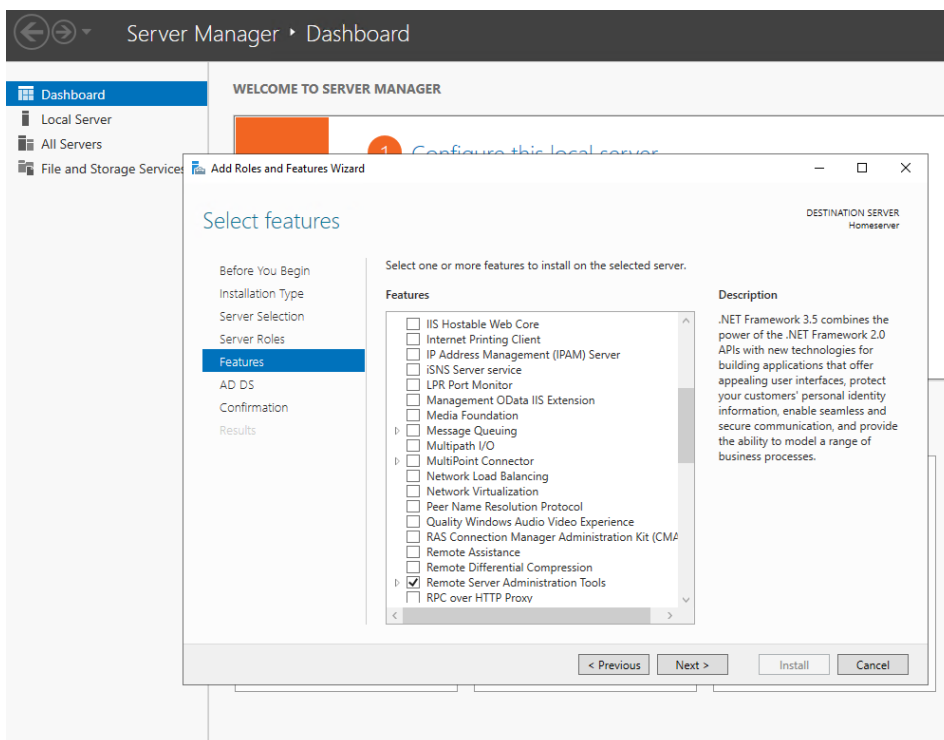 Server Manager ‣ Dashboard
Dashboard
Local Server
All Servers
File and Storage Services
WELCOME TO SERVER MANAGER
1 Configure this local server
Add Roles and Features Wizard
Select features
DESTINATION SERVER
Homeserver
Before You Begin
Installation Type
Server Selection
Server Roles
Features
AD DS
Confirmation
Results
Select one or more features to install on the selected server.
Features
IIS Hostable Web Core
Internet Printing Client
IP Address Management (IPAM) Server
iSNS Server service
LPR Port Monitor
Management OData IIS Extension
Media Foundation
Message Queuing
Multipath I/O
MultiPoint Connector
Network Load Balancing
Network Virtualization
Peer Name Resolution Protocol
Quality Windows Audio Video Experience
RAS Connection Manager Administration Kit (CMA
Remote Assistance
Remote Differential Compression
Remote Server Administration Tools
RPC over HTTP Proxy
Description
.NET Framework 3.5 combines the
power of the .NET Framework 2.0
APIs with new technologies for
building applications that offer
appealing user interfaces, protect
your customers' personal identity
information, enable seamless and
secure communication, and provide
the ability to model a range of
business processes.
< Previous
Next >
Install
Cancel